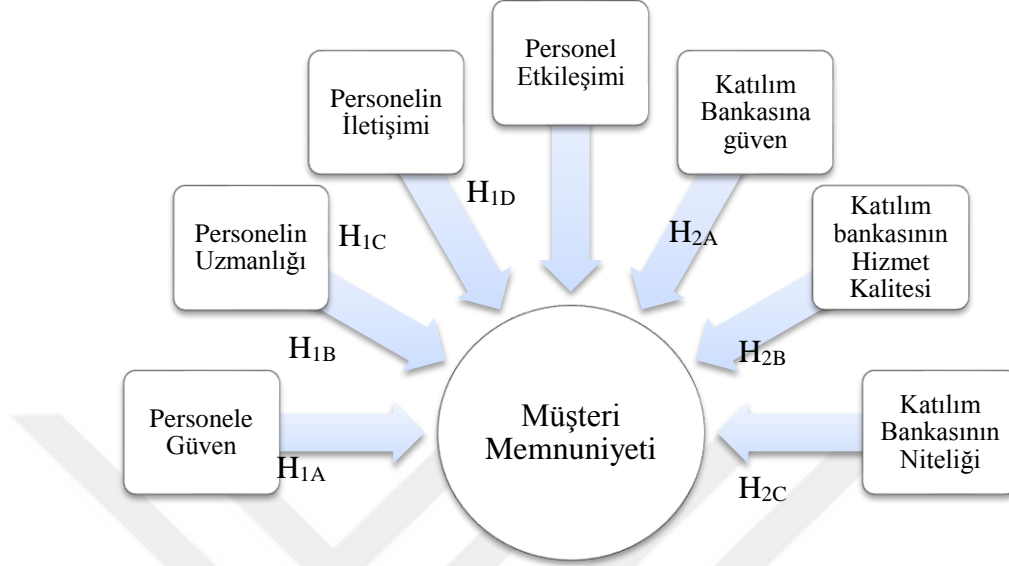 Personel
Etkileşimi
Personelin
İletişimi
Katılım
Bankasına
güven
H1D
H1C
H2A
Personelin
Uzmanlığı
Katılım
bankasının
Hizmet
Kalitesi
H1B
H2B
Personele
Güven
H1A
Müşteri
Memnuniyeti
Katılım
Bankasının
Niteliği
H2C